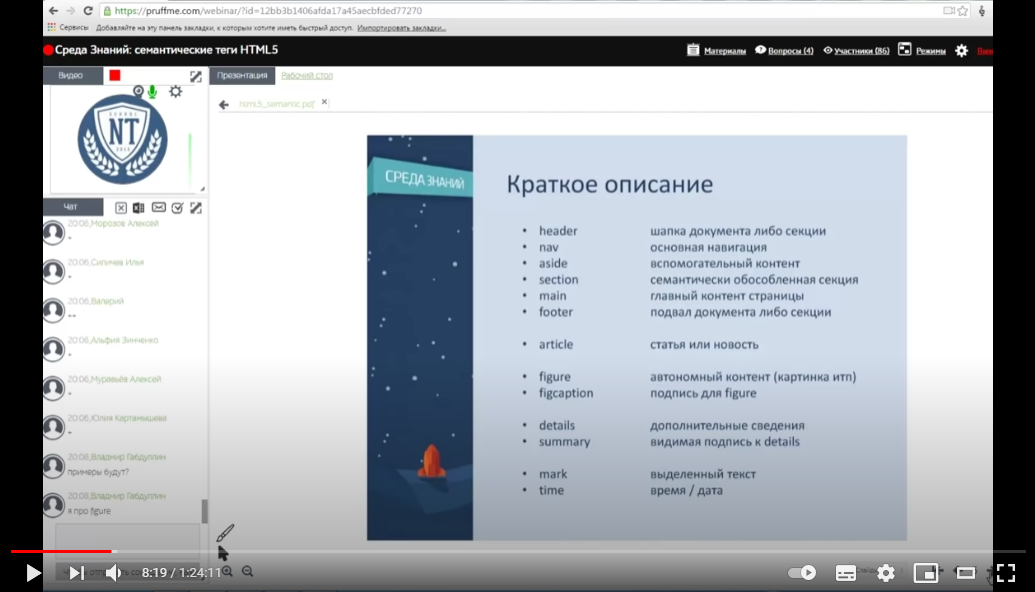 https://pruffme.com/webinar/?id=12bb3b1406afda17a45aecbfded77270
Сервисы Добавляйте на эту панель закладки, к которым хотите иметь быстрый доступ. Импортировать закладки...
Среда Знаний: семантические теги HTML5
Материалы Вопросы (4) Участники (86) Режимы
Видео
Презентация Рабочий стол
html5_semantic.pdf
SCHOOL
NT
Чат
20:06,Морозов Алексей
+
20:06,Силичев Илья
+
20:06,Валерий
++
20:06,Альфия Зинченко
+
20:06,Муравьёв Алексей
+
20:06,Юлия Картамышева
+
20:08,Владмир Габдуллин
примеры будут?
20:08,Владмир Габдуллин
я про figure
СРЕДА ЗНАНИЙ
Краткое описание
• header шапка документа либо секции
• nav основная навигация
• aside вспомогательный контент
• section семантически обособленная секция
• main главный контент страницы
• footer подвал документа либо секции
• article статья или новость
• figure автономный контент (картинка итп)
• figcaption подпись для figure
• details дополнительные сведения
• summary видимая подпись к details
• mark выделенный текст
• time время / дата
8:19 / 1:24:11